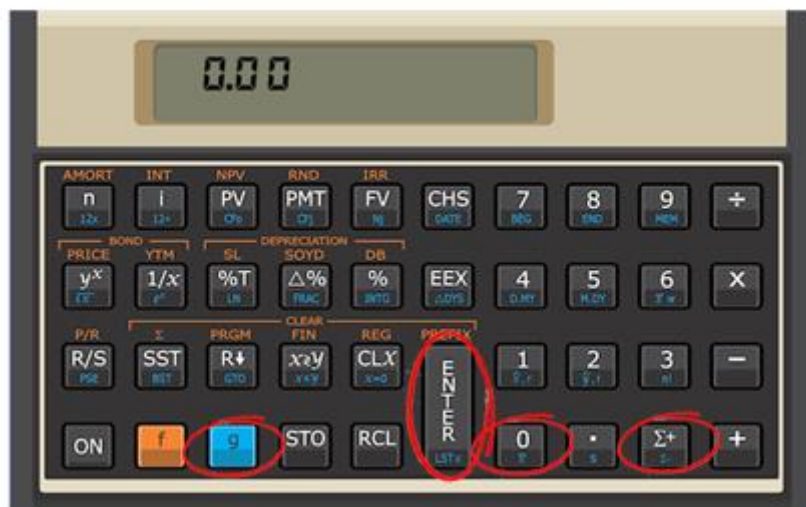 0.00
AMORT INT NPV RND IRR
n i PV PMT FV CHS 7 8 9 ÷
12x 12÷ CFo CFj Nj DATE BEG END MEM
BOND DEPRECIATION
PRICE YTM SL SOYD DB
yˣ 1/x %T Δ% % EEX 4 5 6 X
√x eˣ LN FRAC INTG ΔDYS D.MY M.DY x̄w
CLEAR
P/R Σ PRGM FIN REG PREFIX
R/S SST R↓ x≷y CLX ENTER 1 2 3 −
PSE BST GTO x≤y x=0 x̂,r ŷ,r n!
ON f g STO RCL 0 · Σ+ +
LSTx x̄ s Σ-